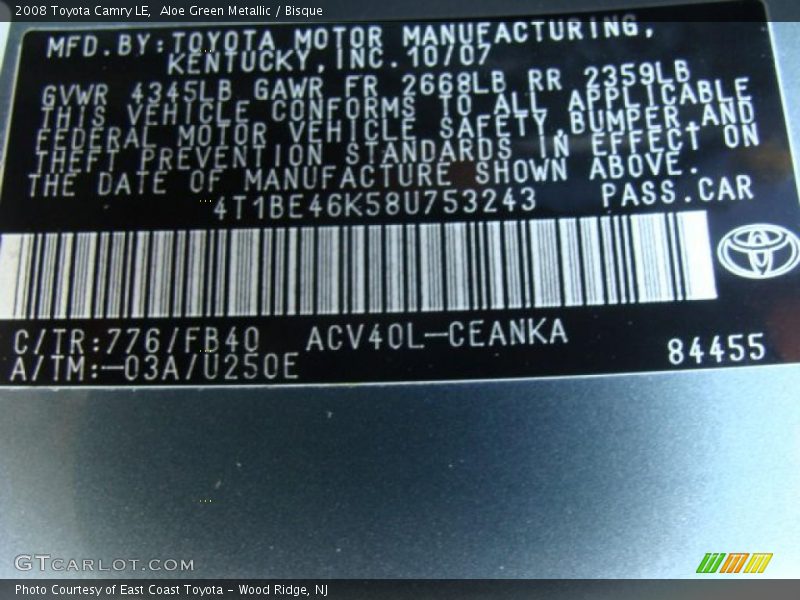 2008 Toyota Camry LE,  Aloe Green Metallic / Bisque
MFD.BY:TOYOTA MOTOR MANUFACTURING,
KENTUCKY,INC.10/07
GVWR 4345LB GAWR FR 2668LB RR 2359LB
THIS VEHICLE CONFORMS TO ALL APPLICABLE
FEDERAL MOTOR VEHICLE SAFETY,BUMPER,AND
THEFT PREVENTION STANDARDS IN EFFECT ON
THE DATE OF MANUFACTURE SHOWN ABOVE.
4T1BE46K58U753243 PASS.CAR
C/TR:776/FB40 ACV40L-CEANKA
A/TM:-03A/U250E 84455
GTCARLOT.COM
Photo Courtesy of East Coast Toyota - Wood Ridge, NJ